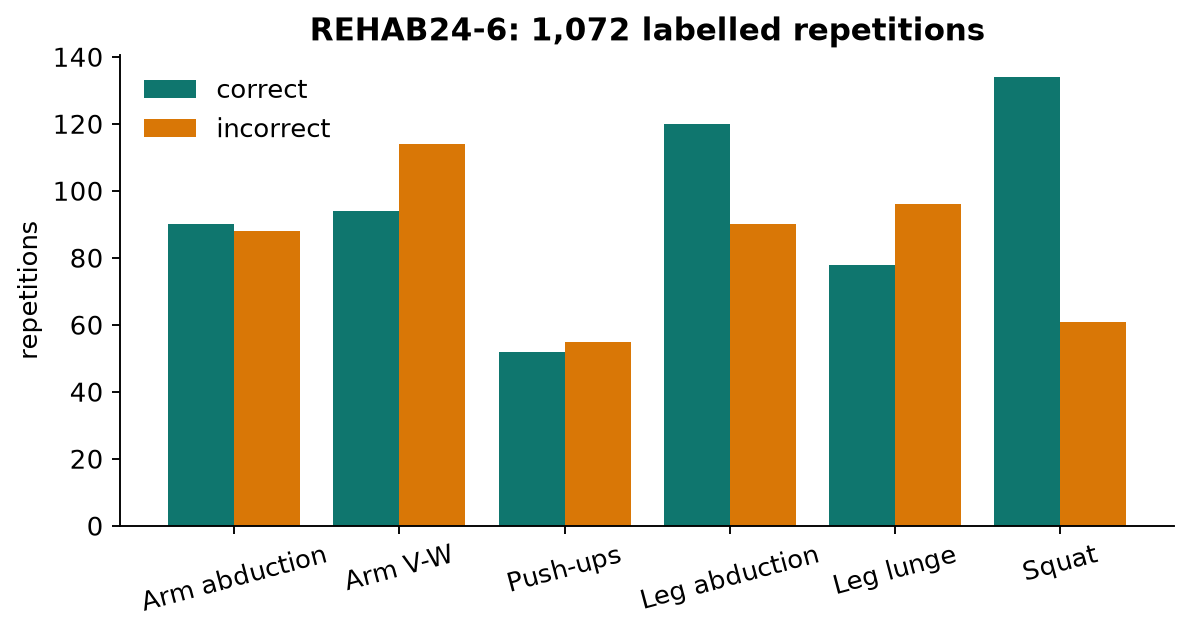 REHAB24-6: 1,072 labelled repetitions
correct
incorrect
repetitions
140
120
100
80
60
40
20
0
Arm abduction
Arm V-W
Push-ups
Leg abduction
Leg lunge
Squat